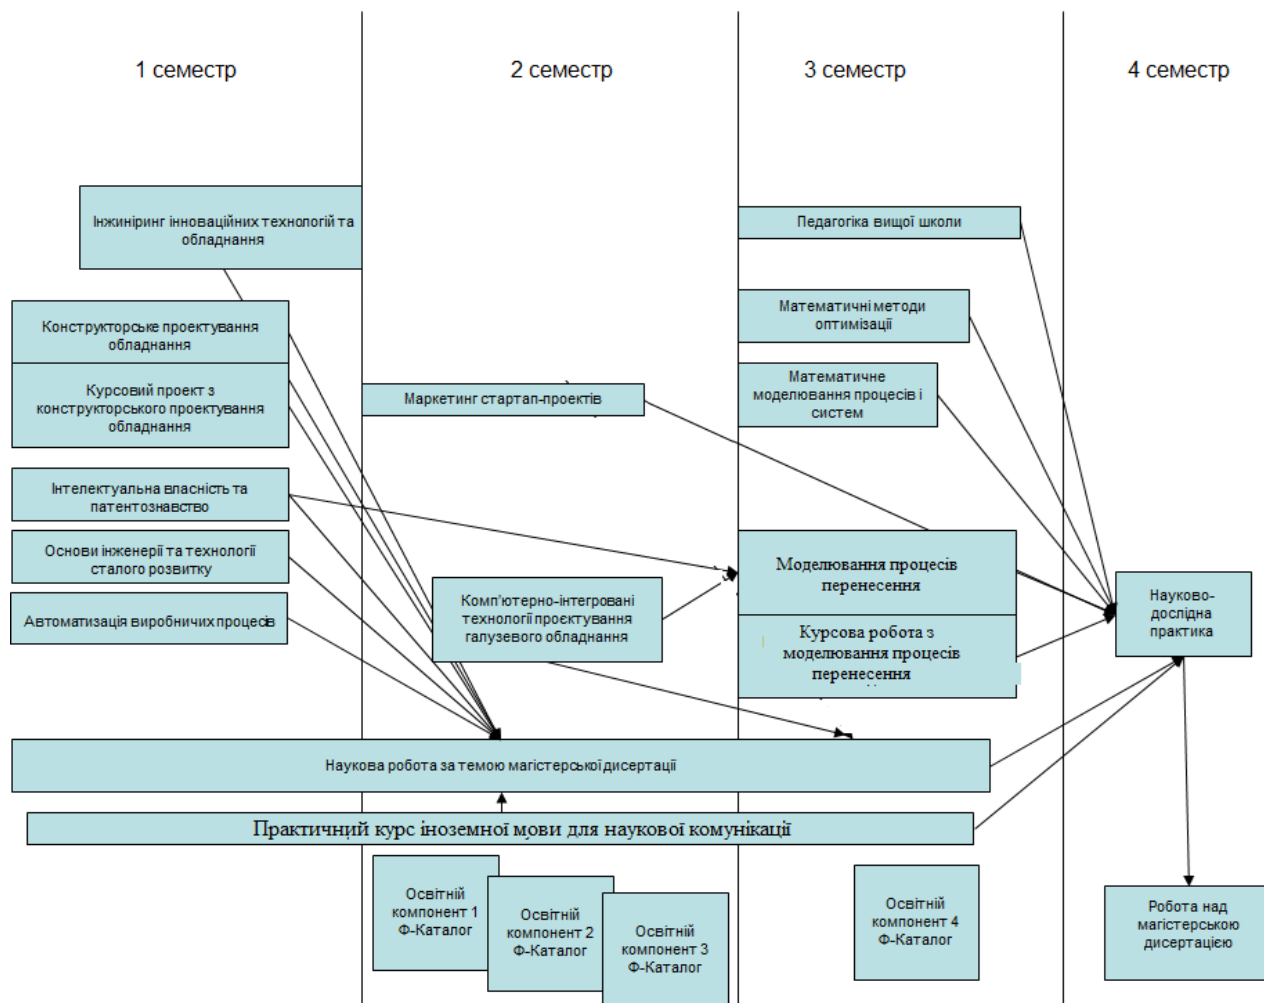 1 семестр
2 семестр
3 семестр
4 семестр
Інжиніринг інноваційних технологій та
обладнання
Конструкторське проектування
обладнання
Курсовий проект з
конструкторського проектування
обладнання
Інтелектуальна власність та
патентознавство
Основи інженерії та технології
сталого розвитку
Автоматизація виробничих процесів
Маркетинг стартап-проектів
Комп'ютерно-інтегровані
технології проєктування
галузевого обладнання
Педагогіка вищої школи
Математичні методи
оптимізації
Математичне
моделювання процесів і
систем
Моделювання процесів
перенесення
Курсова робота з
моделювання процесів
перенесення
Науково-
дослідна
практика
Наукова робота за темою магістерської дисертації
Практичний курс іноземної мови для наукової комунікації
Освітній
компонент 1
Ф-Каталог
Освітній
компонент 2
Ф-Каталог
Освітній
компонент 3
Ф-Каталог
Освітній
компонент 4
Ф-Каталог
Робота над
магістерською
дисертацією